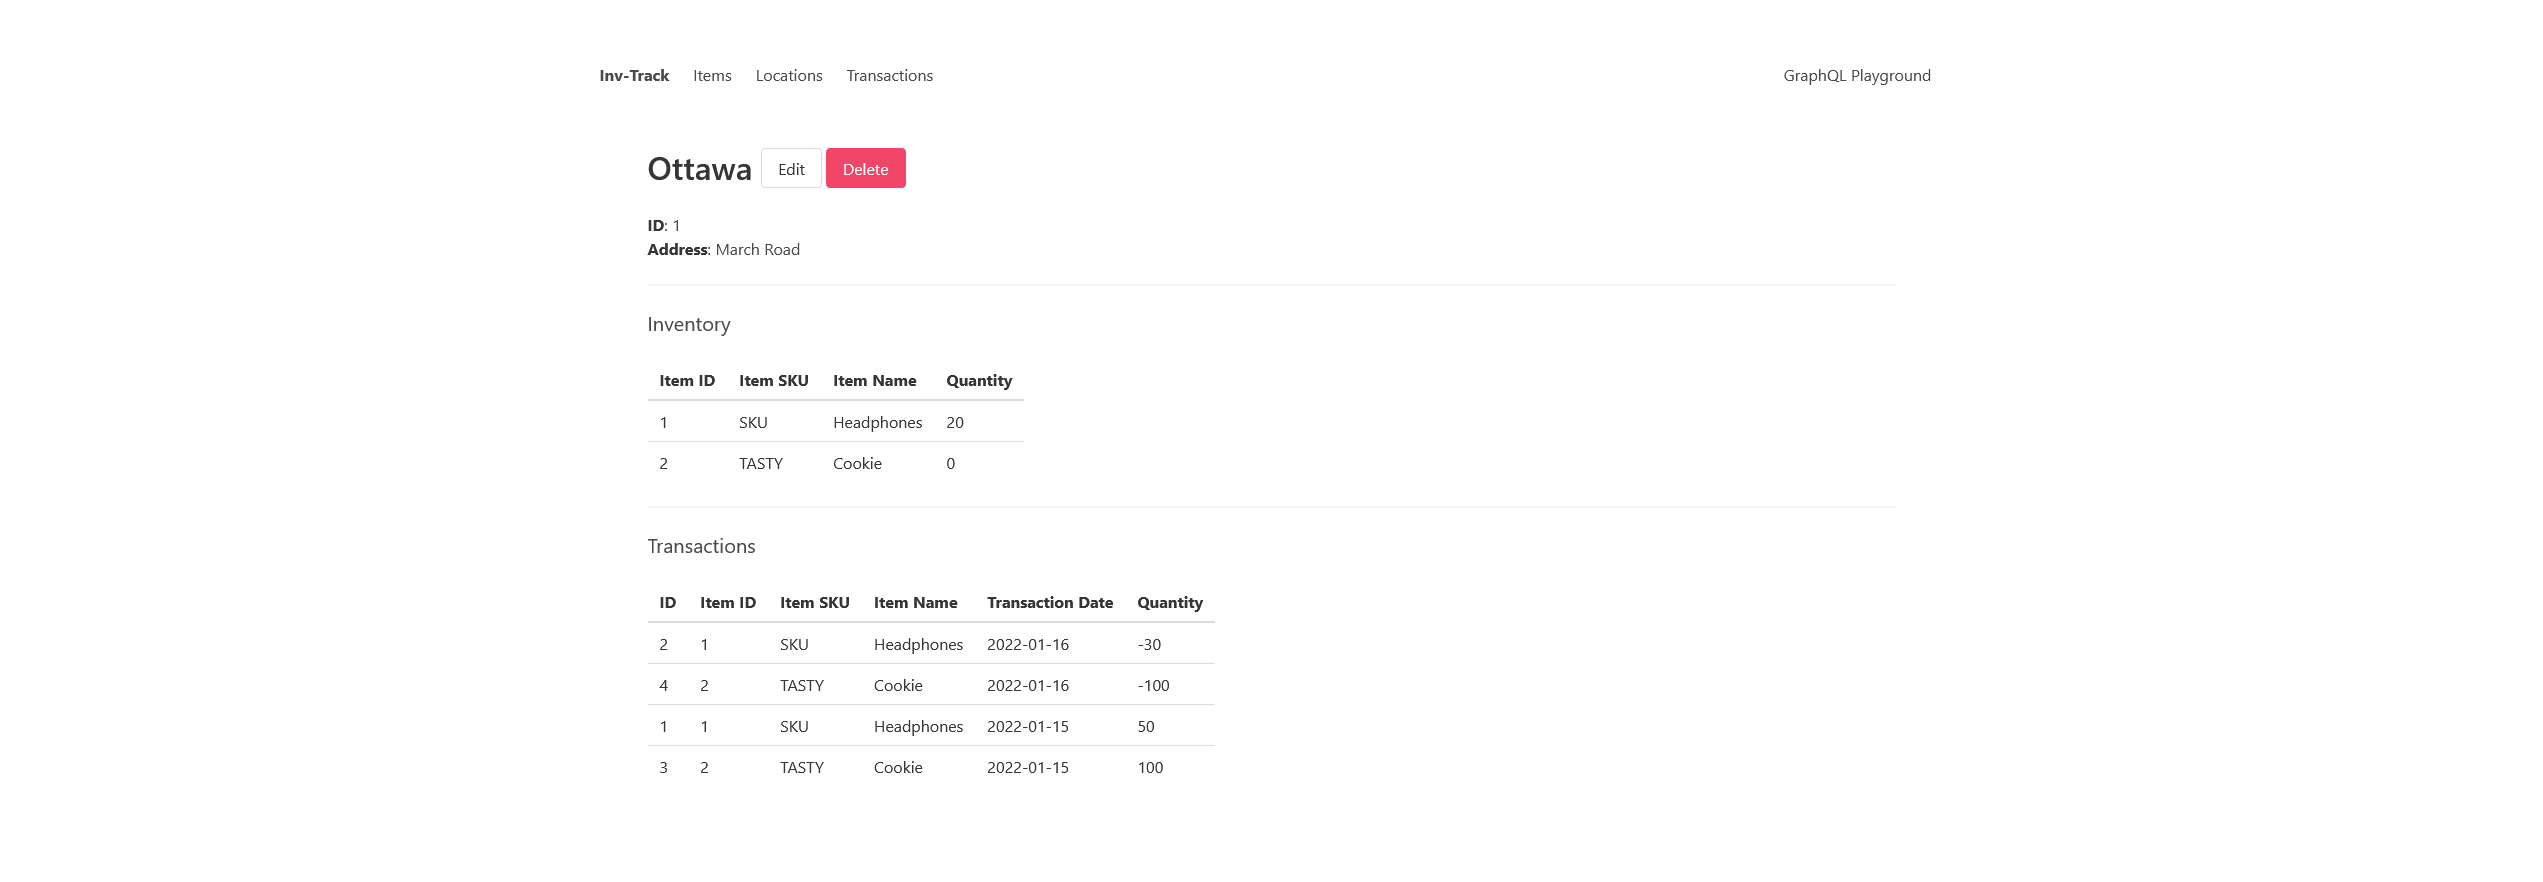 Inv-Track Items Locations Transactions GraphQL Playground
Ottawa Edit Delete
ID: 1
Address: March Road
Inventory
Item ID Item SKU Item Name Quantity
1 SKU Headphones 20
2 TASTY Cookie 0
Transactions
ID Item ID Item SKU Item Name Transaction Date Quantity
2 1 SKU Headphones 2022-01-16 -30
4 2 TASTY Cookie 2022-01-16 -100
1 1 SKU Headphones 2022-01-15 50
3 2 TASTY Cookie 2022-01-15 100